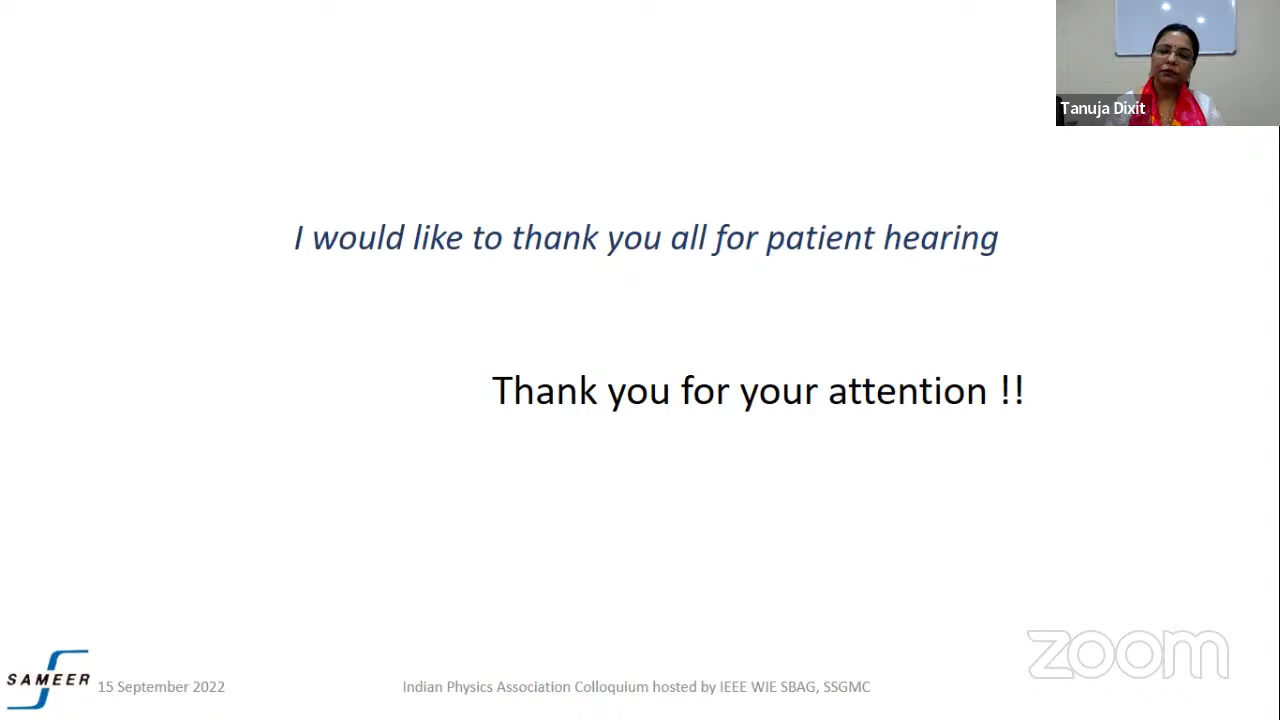 Tanuja Dixit
I would like to thank you all for patient hearing
Thank you for your attention !!
zoom
SAMEER
15 September 2022
Indian Physics Association Colloquium hosted by IEEE WIE SBAG, SSGMC